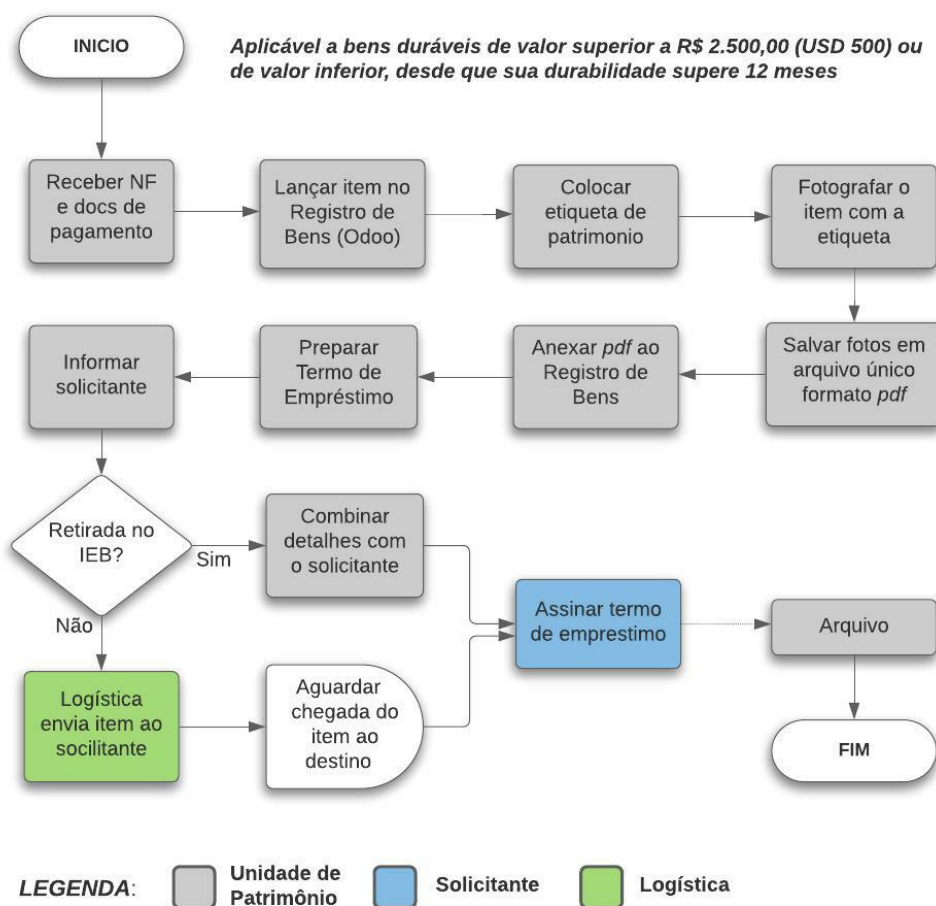 INICIO
Aplicável a bens duráveis de valor superior a R$ 2.500,00 (USD 500) ou
de valor inferior, desde que sua durabilidade supere 12 meses
Receber NF
e docs de
pagamento
Lançar item no
Registro de
Bens (Odoo)
Colocar
etiqueta de
patrimonio
Fotografar o
item com a
etiqueta
Salvar fotos em
arquivo único
formato pdf
Anexar pdf ao
Registro de
Bens
Preparar
Termo de
Empréstimo
Informar
solicitante
Retirada no
IEB?
Sim
Não
Combinar
detalhes com
o solicitante
Logística
envia item ao
socilitante
Aguardar
chegada do
item ao
destino
Assinar termo
de emprestimo
Arquivo
FIM
LEGENDA:
Unidade de
Patrimônio
Solicitante
Logística